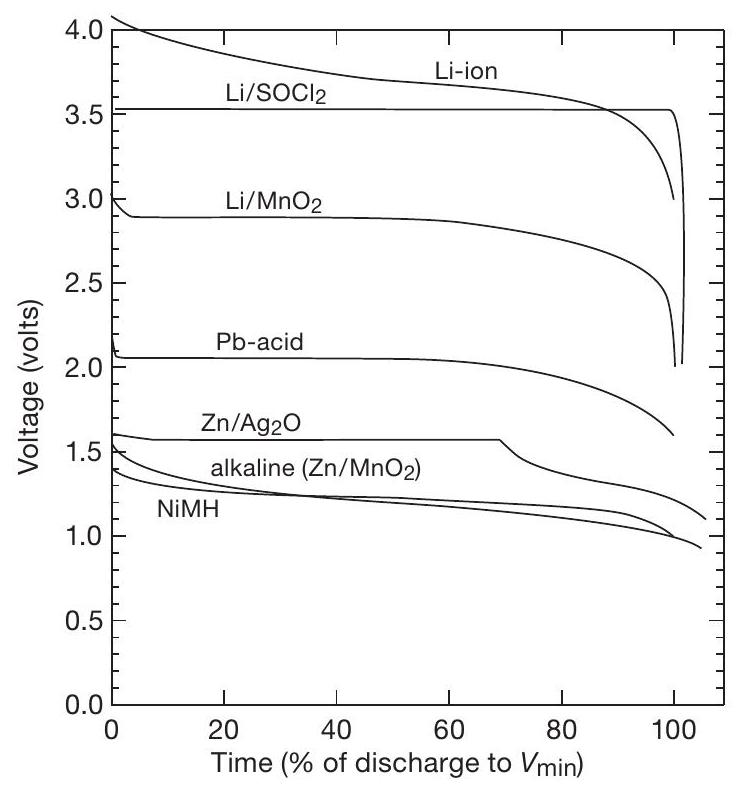 4.0
Li-ion
Li/SOCl2
3.5
Li/MnO2
3.0
2.5
Pb-acid
2.0
Zn/Ag2O
1.5
alkaline (Zn/MnO2)
NiMH
1.0
0.5
0.0
Voltage (volts)
0 20 40 60 80 100
Time (% of discharge to Vmin)